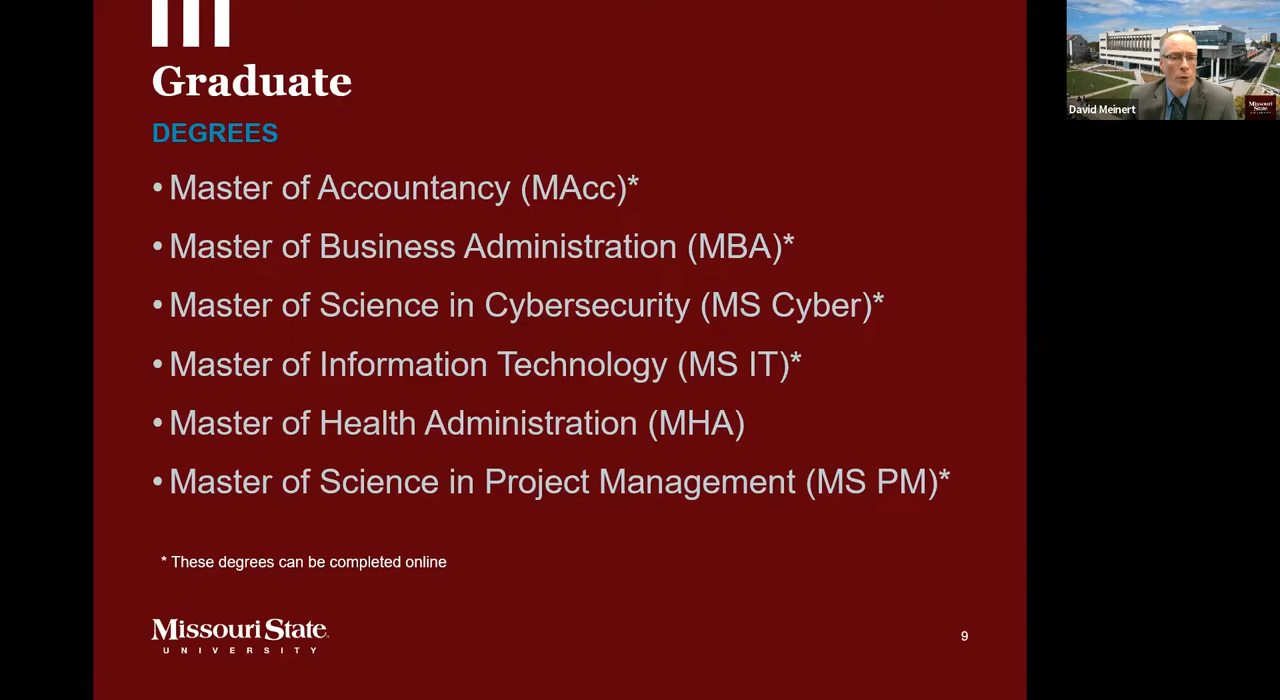 Graduate
DEGREES
• Master of Accountancy (MAcc)*
• Master of Business Administration (MBA)*
• Master of Science in Cybersecurity (MS Cyber)*
• Master of Information Technology (MS IT)*
• Master of Health Administration (MHA)
• Master of Science in Project Management (MS PM)*
* These degrees can be completed online
Missouri State
UNIVERSITY
9
David Meinert
Missouri
State